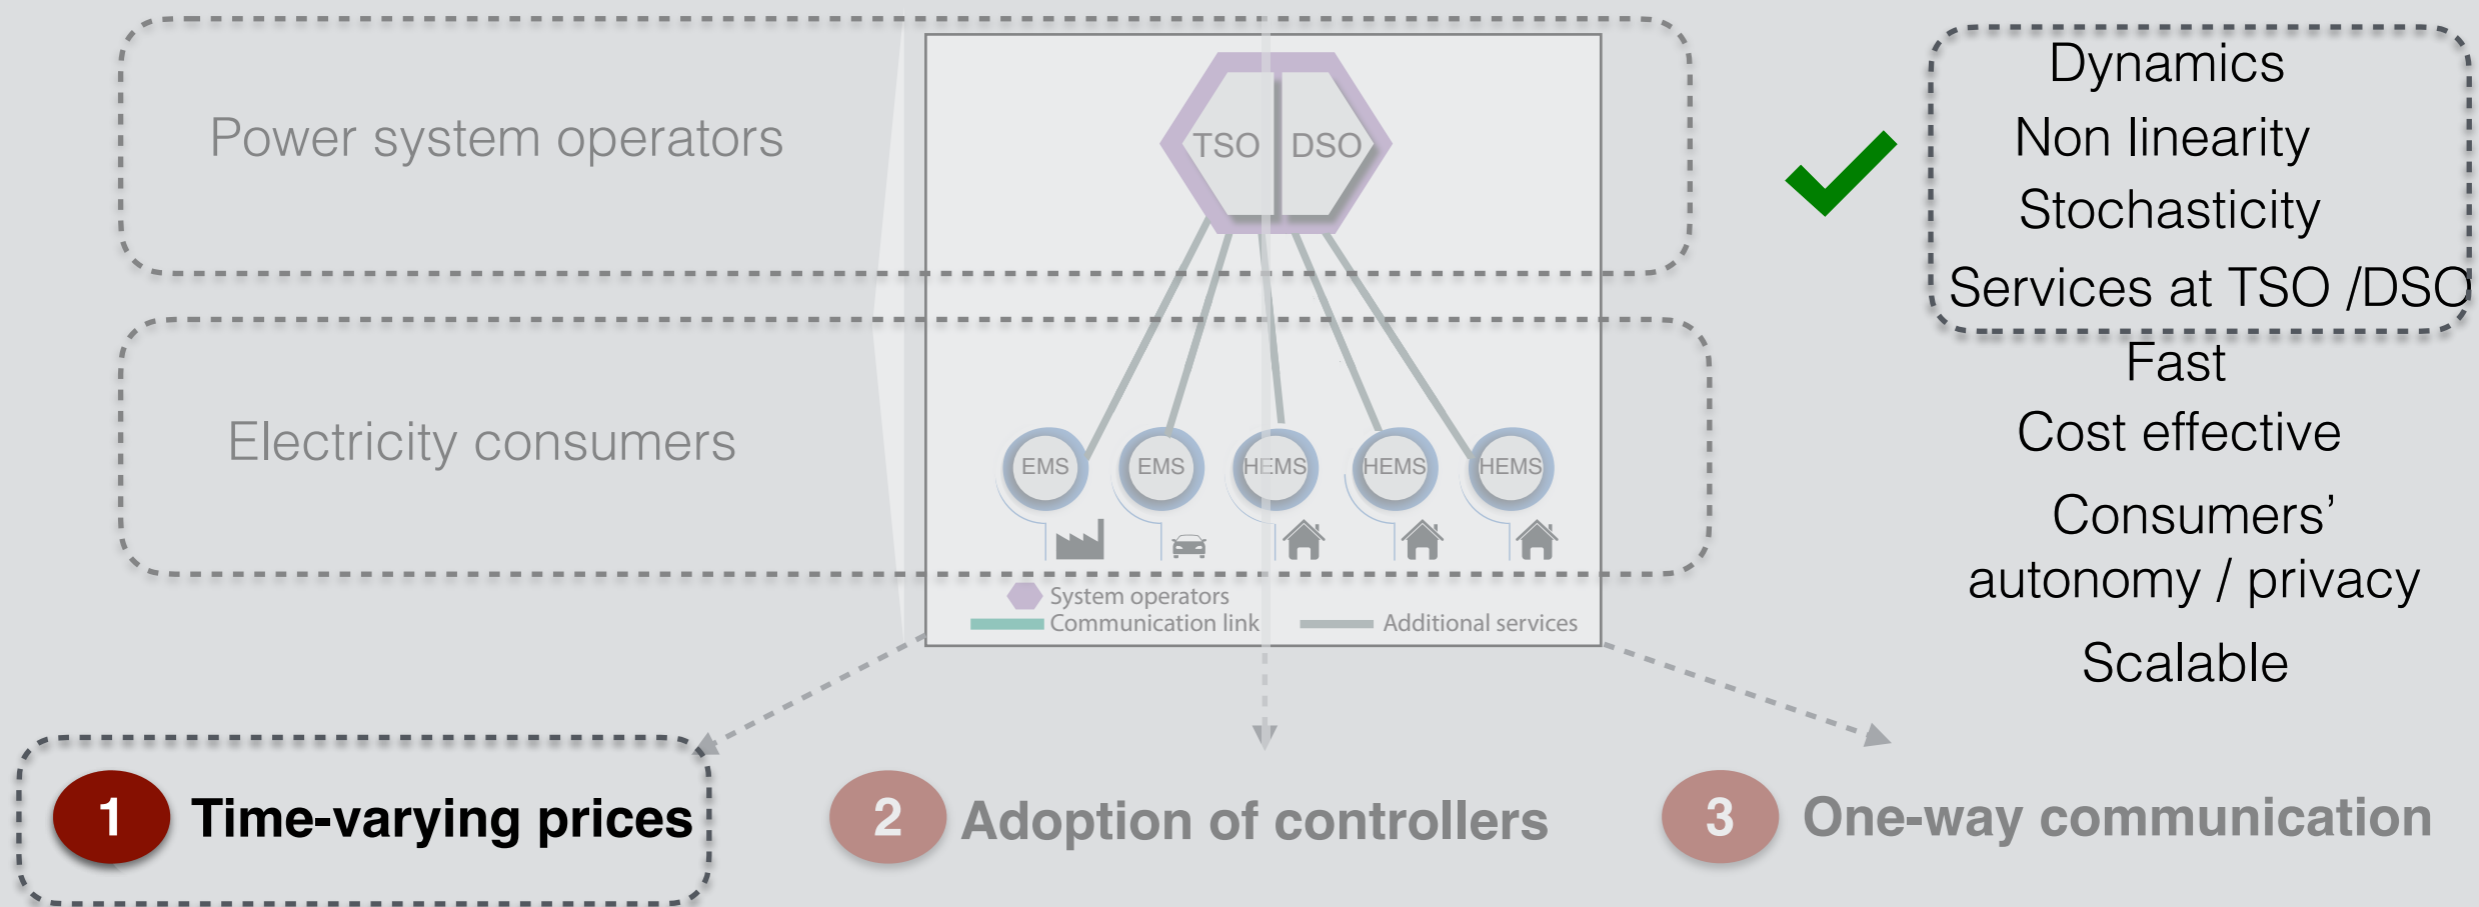 Power system operators
Electricity consumers
TSO DSO
EMS EMS HEMS HEMS HEMS
System operators
Communication link Additional services
Dynamics
Non linearity
Stochasticity
Services at TSO /DSO
Fast
Cost effective
Consumers’
autonomy / privacy
Scalable
1 Time-varying prices
2 Adoption of controllers
3 One-way communication